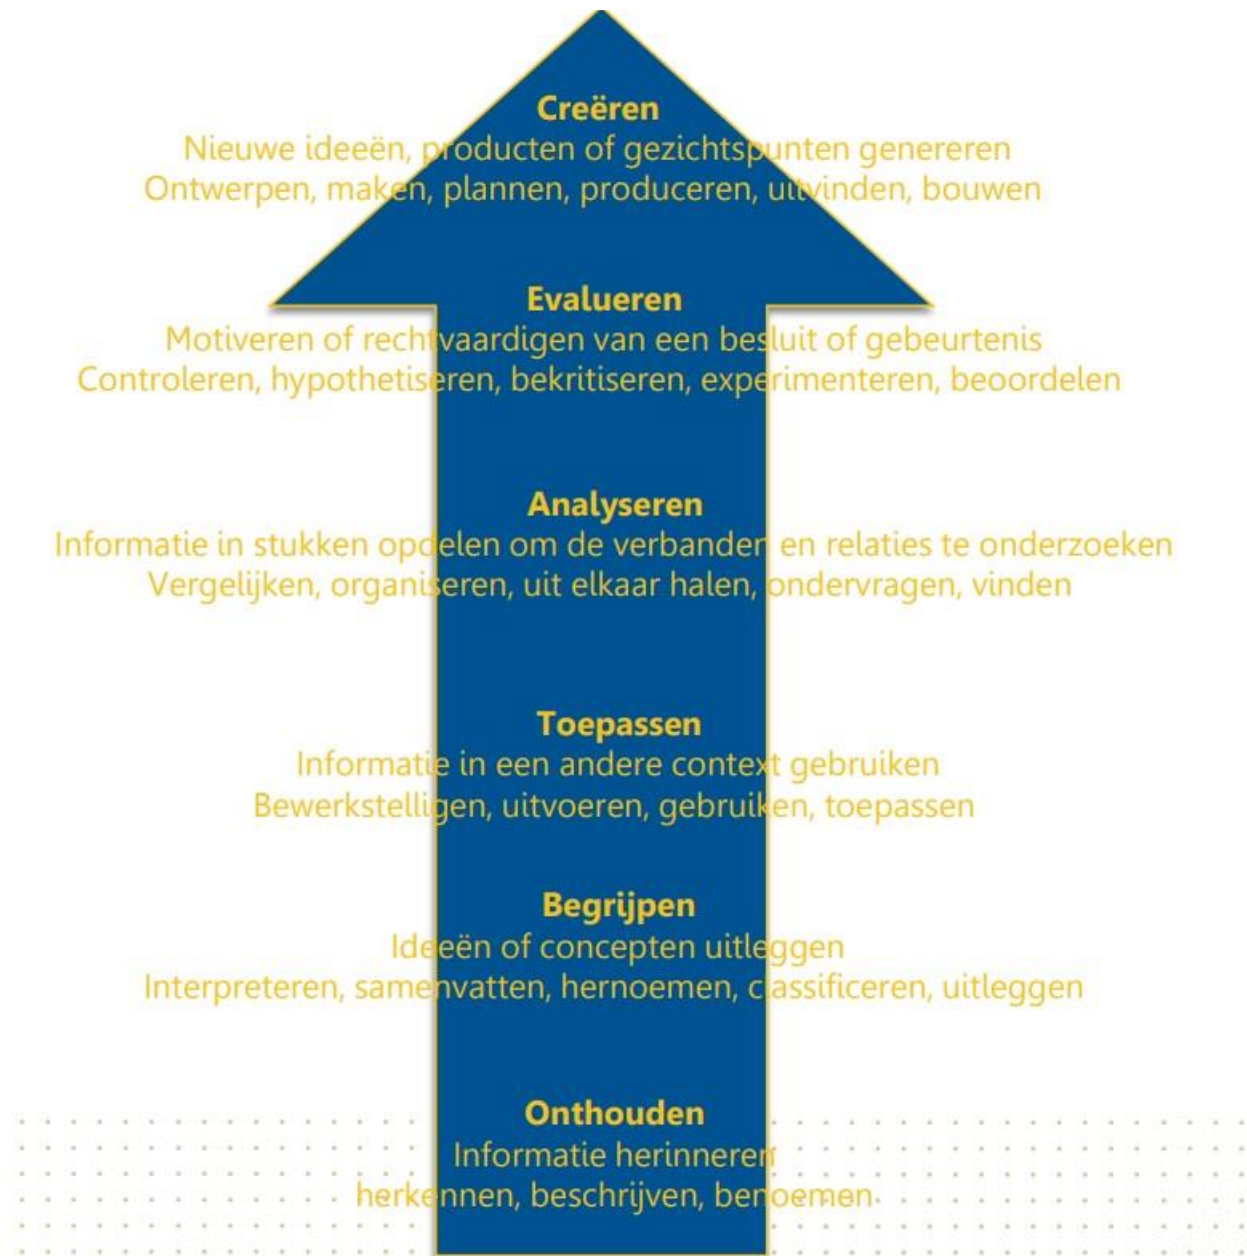 Creëren
Nieuwe ideeën, producten of gezichtspunten genereren
Ontwerpen, maken, plannen, produceren, uitvinden, bouwen
Evalueren
Motiveren of rechtvaardigen van een besluit of gebeurtenis
Controleren, hypothetiseren, bekritiseren, experimenteren, beoordelen
Analyseren
Informatie in stukken opdelen om de verbanden en relaties te onderzoeken
Vergelijken, organiseren, uit elkaar halen, ondervragen, vinden
Toepassen
Informatie in een andere context gebruiken
Bewerkstelligen, uitvoeren, gebruiken, toepassen
Begrijpen
Ideeën of concepten uitleggen
Interpreteren, samenvatten, hernoemen, classificeren, uitleggen
Onthouden
Informatie herinneren
herkennen, beschrijven, benoemen